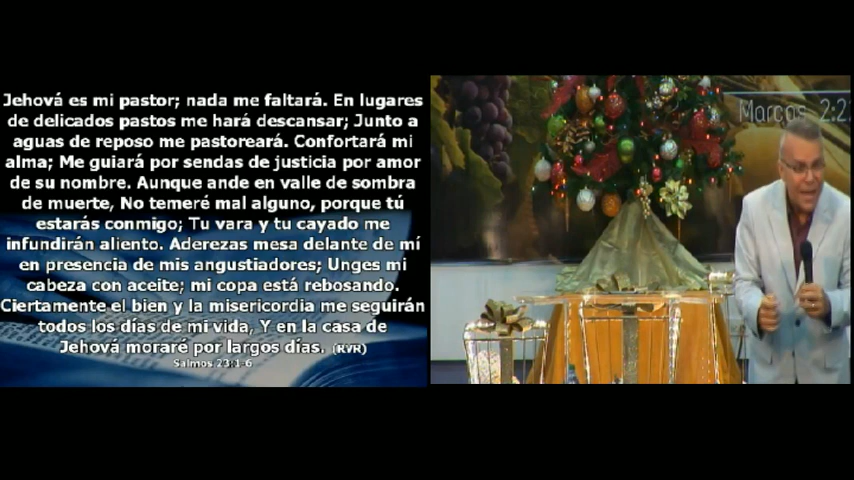 Jehová es mi pastor; nada me faltará. En lugares
de delicados pastos me hará descansar; Junto a
aguas de reposo me pastoreará. Confortará mi
alma; Me guiará por sendas de justicia por amor
de su nombre. Aunque ande en valle de sombra
de muerte, No temeré mal alguno, porque tú
estarás conmigo; Tu vara y tu cayado me
infundirán aliento. Aderezas mesa delante de mí
en presencia de mis angustiadores; Unges mi
cabeza con aceite; mi copa está rebosando.
Ciertamente el bien y la misericordia me seguirán
todos los días de mi vida, Y en la casa de
Jehová moraré por largos días. (RVR)
Salmos 23:1-6
Marcos 2:2